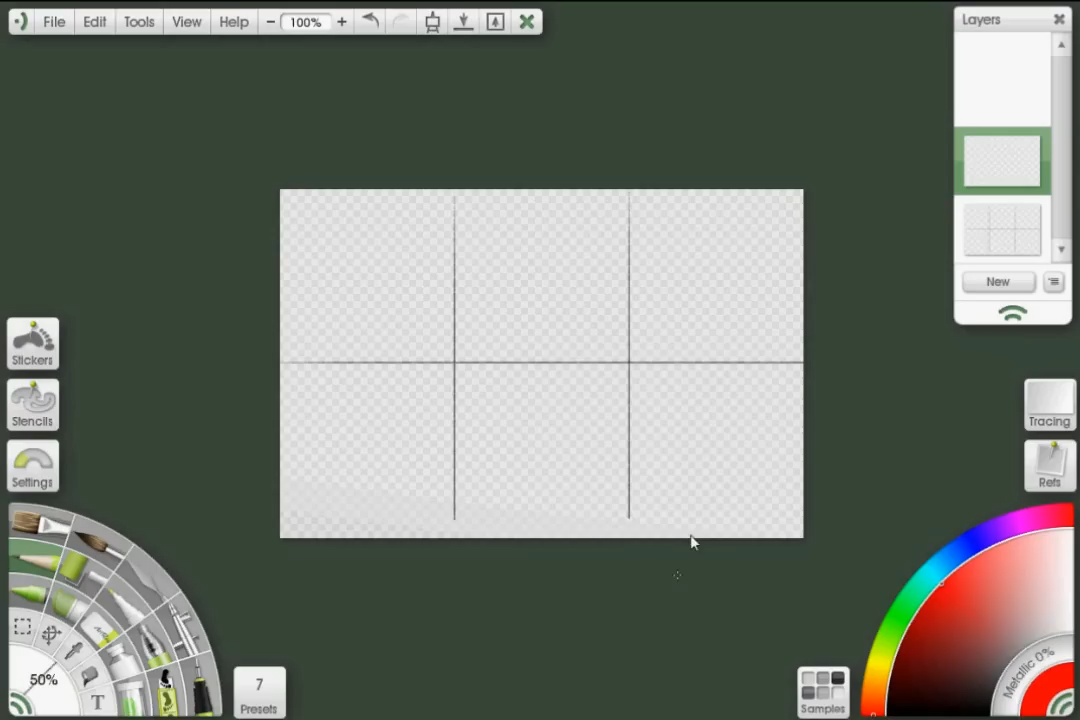 File Edit Tools View Help − 100% +
Layers
New
Stickers
Stencils
Settings
Tracing
Refs
50%
T
7
Presets
Samples
Metallic 0%